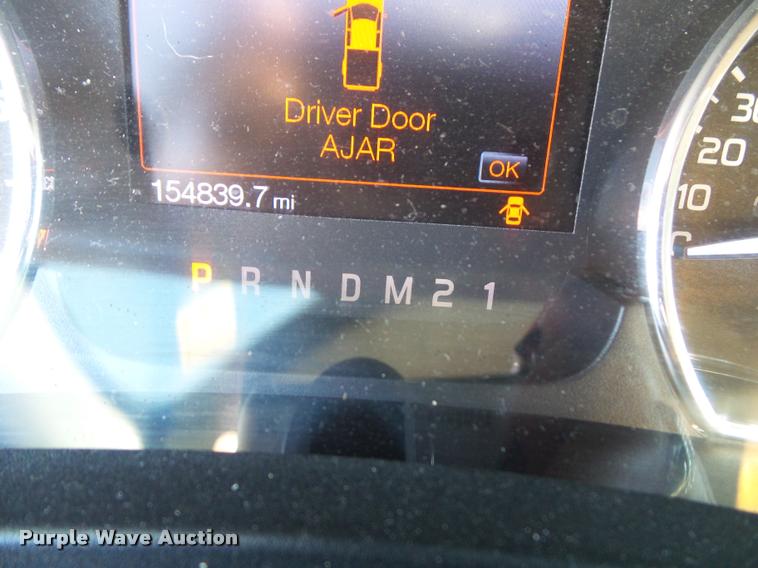 Driver Door
AJAR
OK
154839.7 mi
P R N D M 2 1
30
20
10
Purple Wave Auction